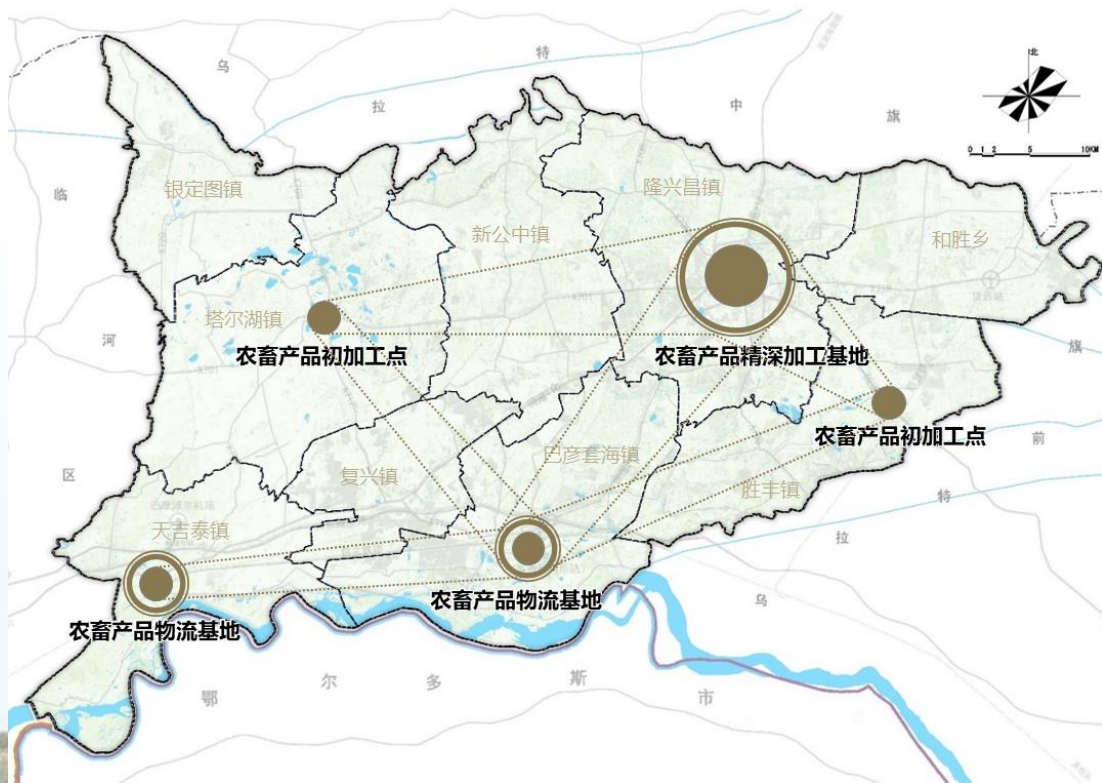 北
0 1 2 5 10KM
乌
拉
特
中
旗
临
河
区
银定图镇
隆兴昌镇
新公中镇
和胜乡
塔尔湖镇
农畜产品初加工点
农畜产品精深加工基地
农畜产品初加工点
前
旗
复兴镇
巴彦套海镇
胜丰镇
特
拉
天吉泰镇
农畜产品物流基地
农畜产品物流基地
乌
鄂
尔
多
斯
市